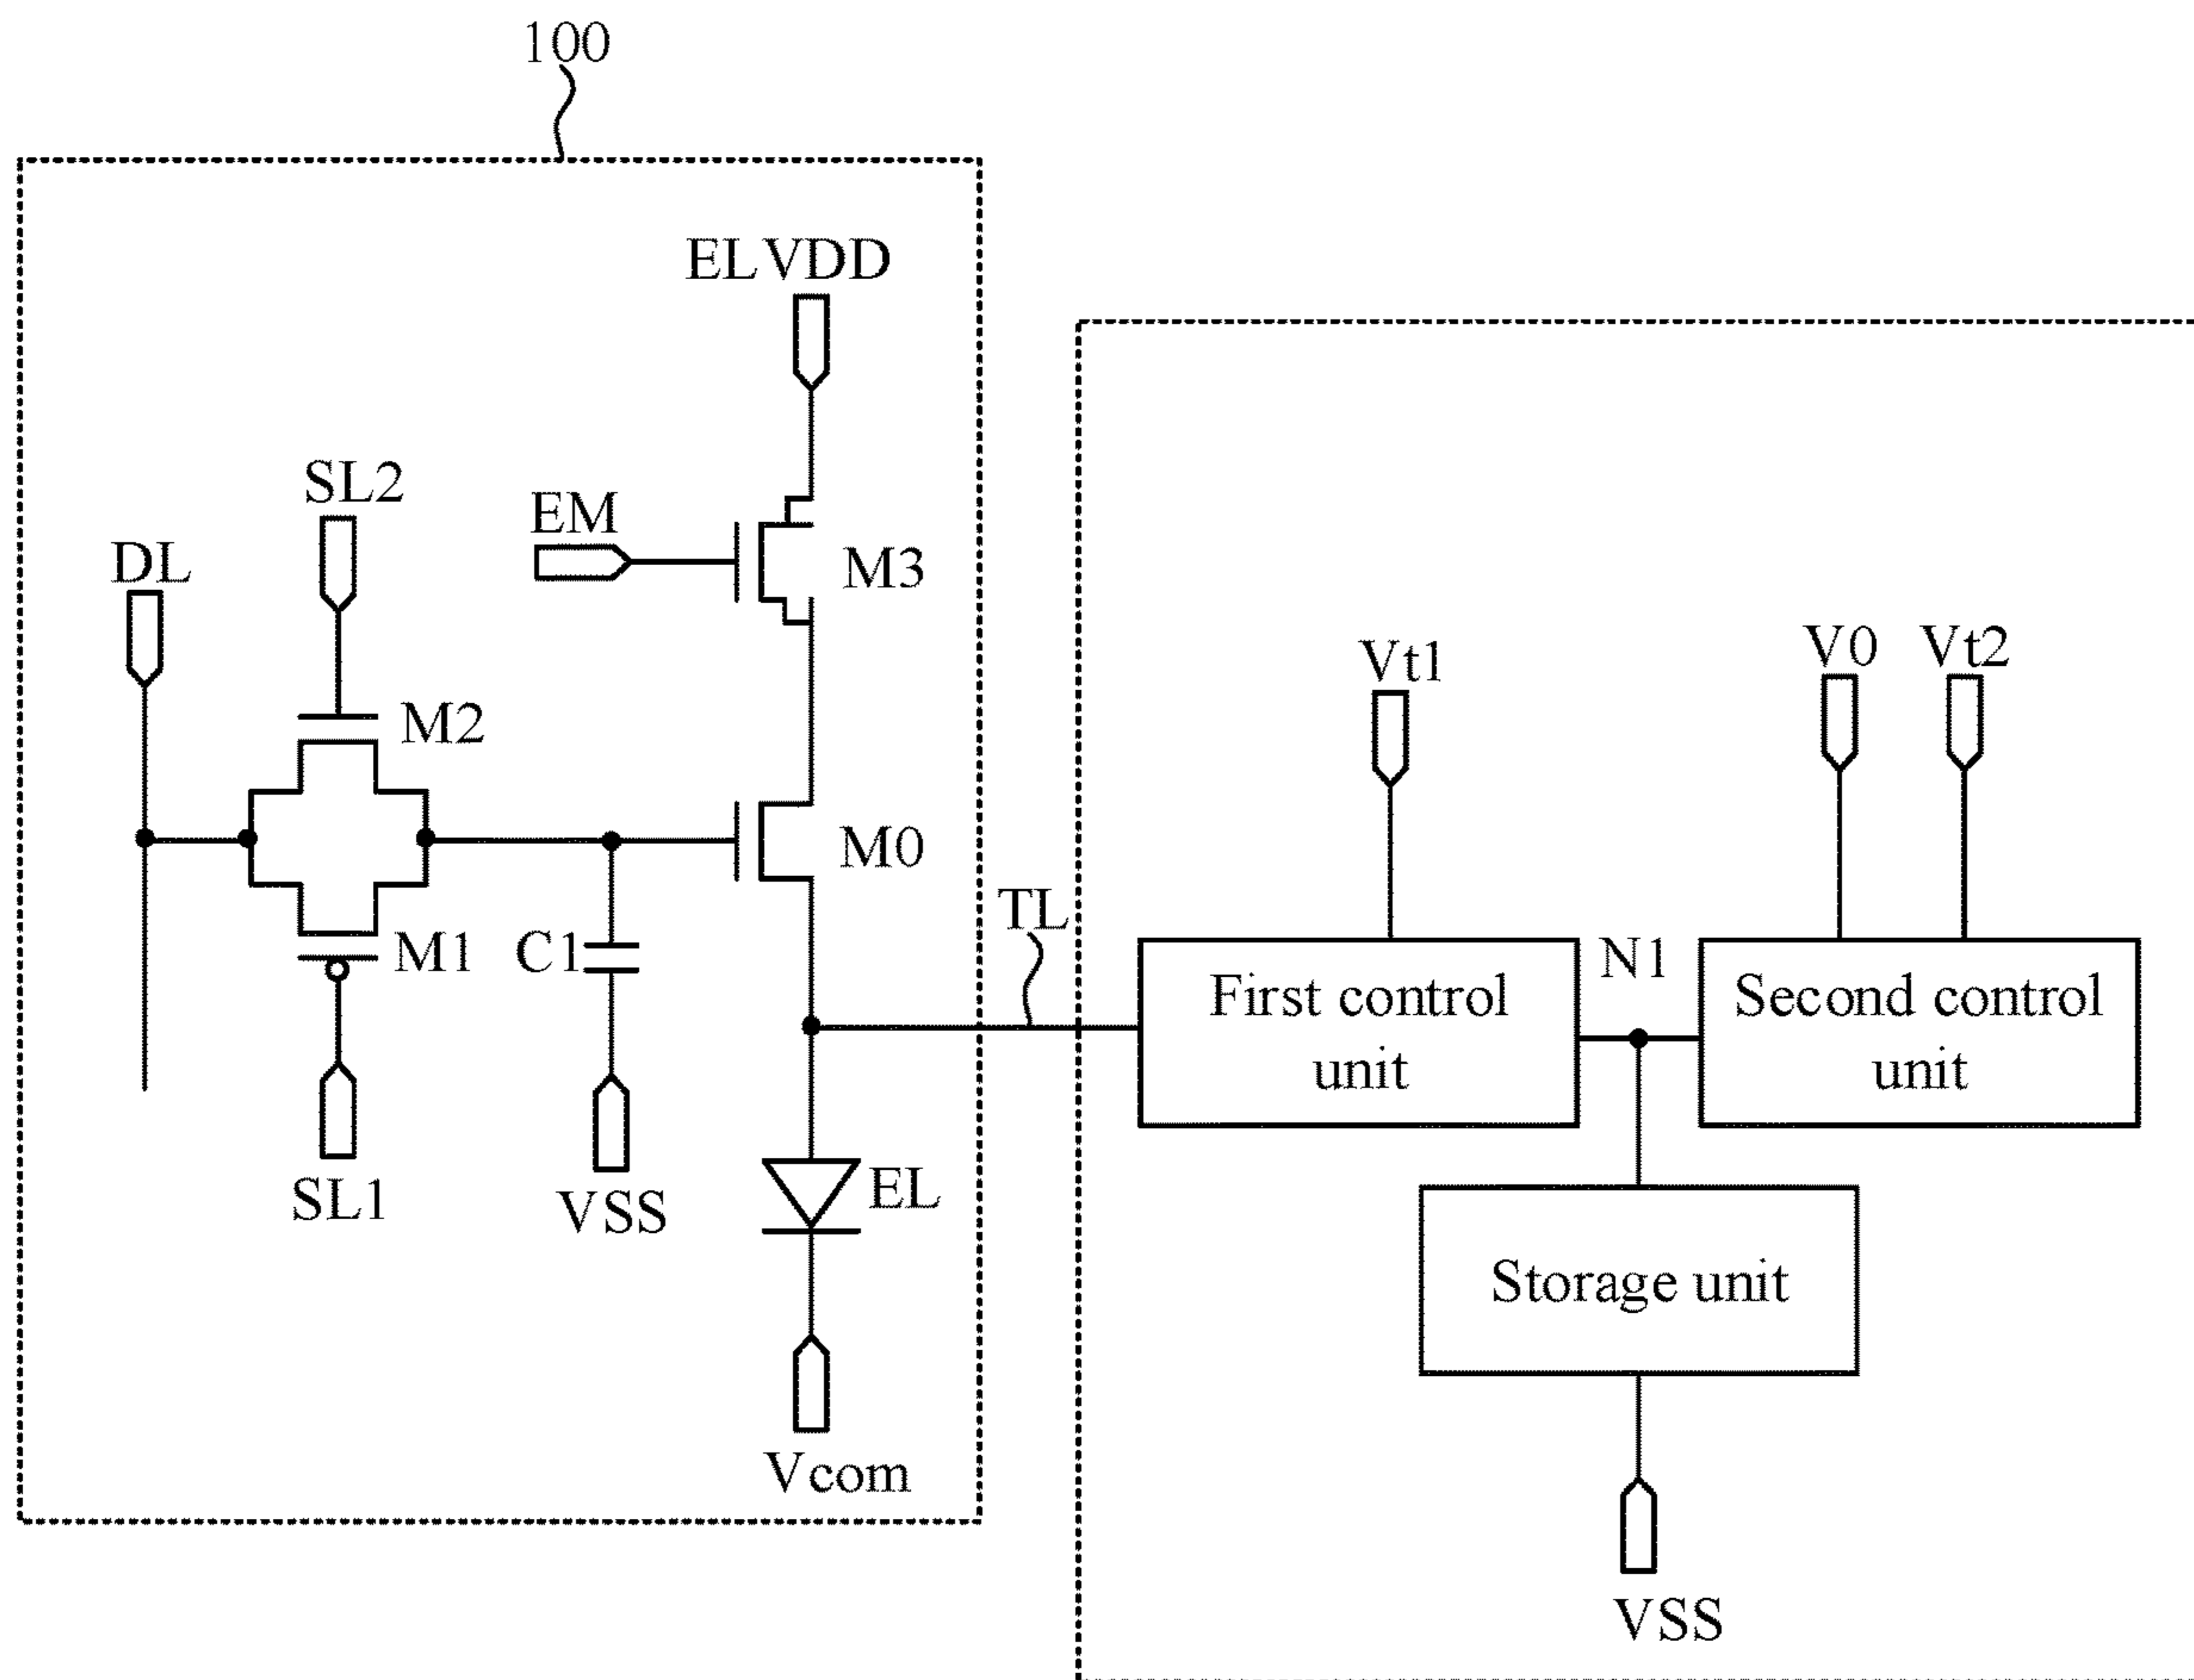 100
ELVDD
SL2
EM
DL
M3
Vt1
V0
Vt2
M2
M0
TL
M1
C1
N1
First control
unit
Second control
unit
SL1
VSS
EL
Storage unit
Vcom
VSS